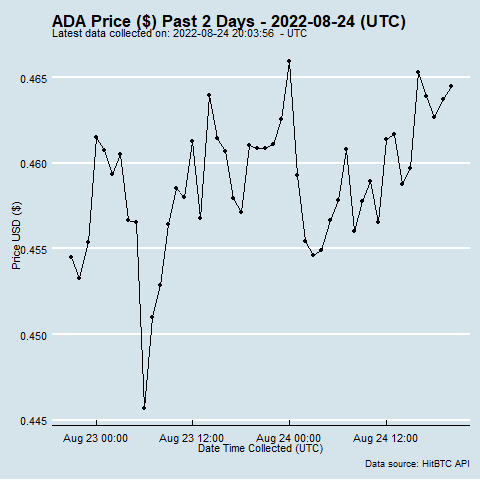 ADA Price ($) Past 2 Days - 2022-08-24 (UTC)
Latest data collected on: 2022-08-24 20:03:56 - UTC
0.465
0.460
0.455
0.450
0.445
Price USD ($)
Aug 23 00:00 Aug 23 12:00 Aug 24 00:00 Aug 24 12:00
Date Time Collected (UTC)
Data source: HitBTC API